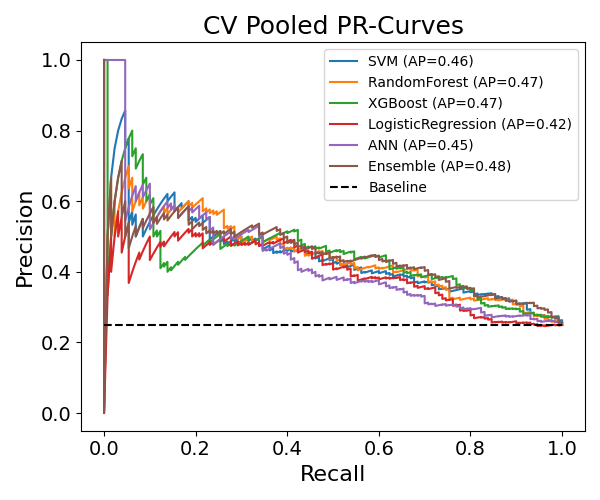 CV Pooled PR-Curves
1.0
0.8
0.6
0.4
0.2
0.0
Precision
SVM (AP=0.46)
RandomForest (AP=0.47)
XGBoost (AP=0.47)
LogisticRegression (AP=0.42)
ANN (AP=0.45)
Ensemble (AP=0.48)
Baseline
0.0 0.2 0.4 0.6 0.8 1.0
Recall